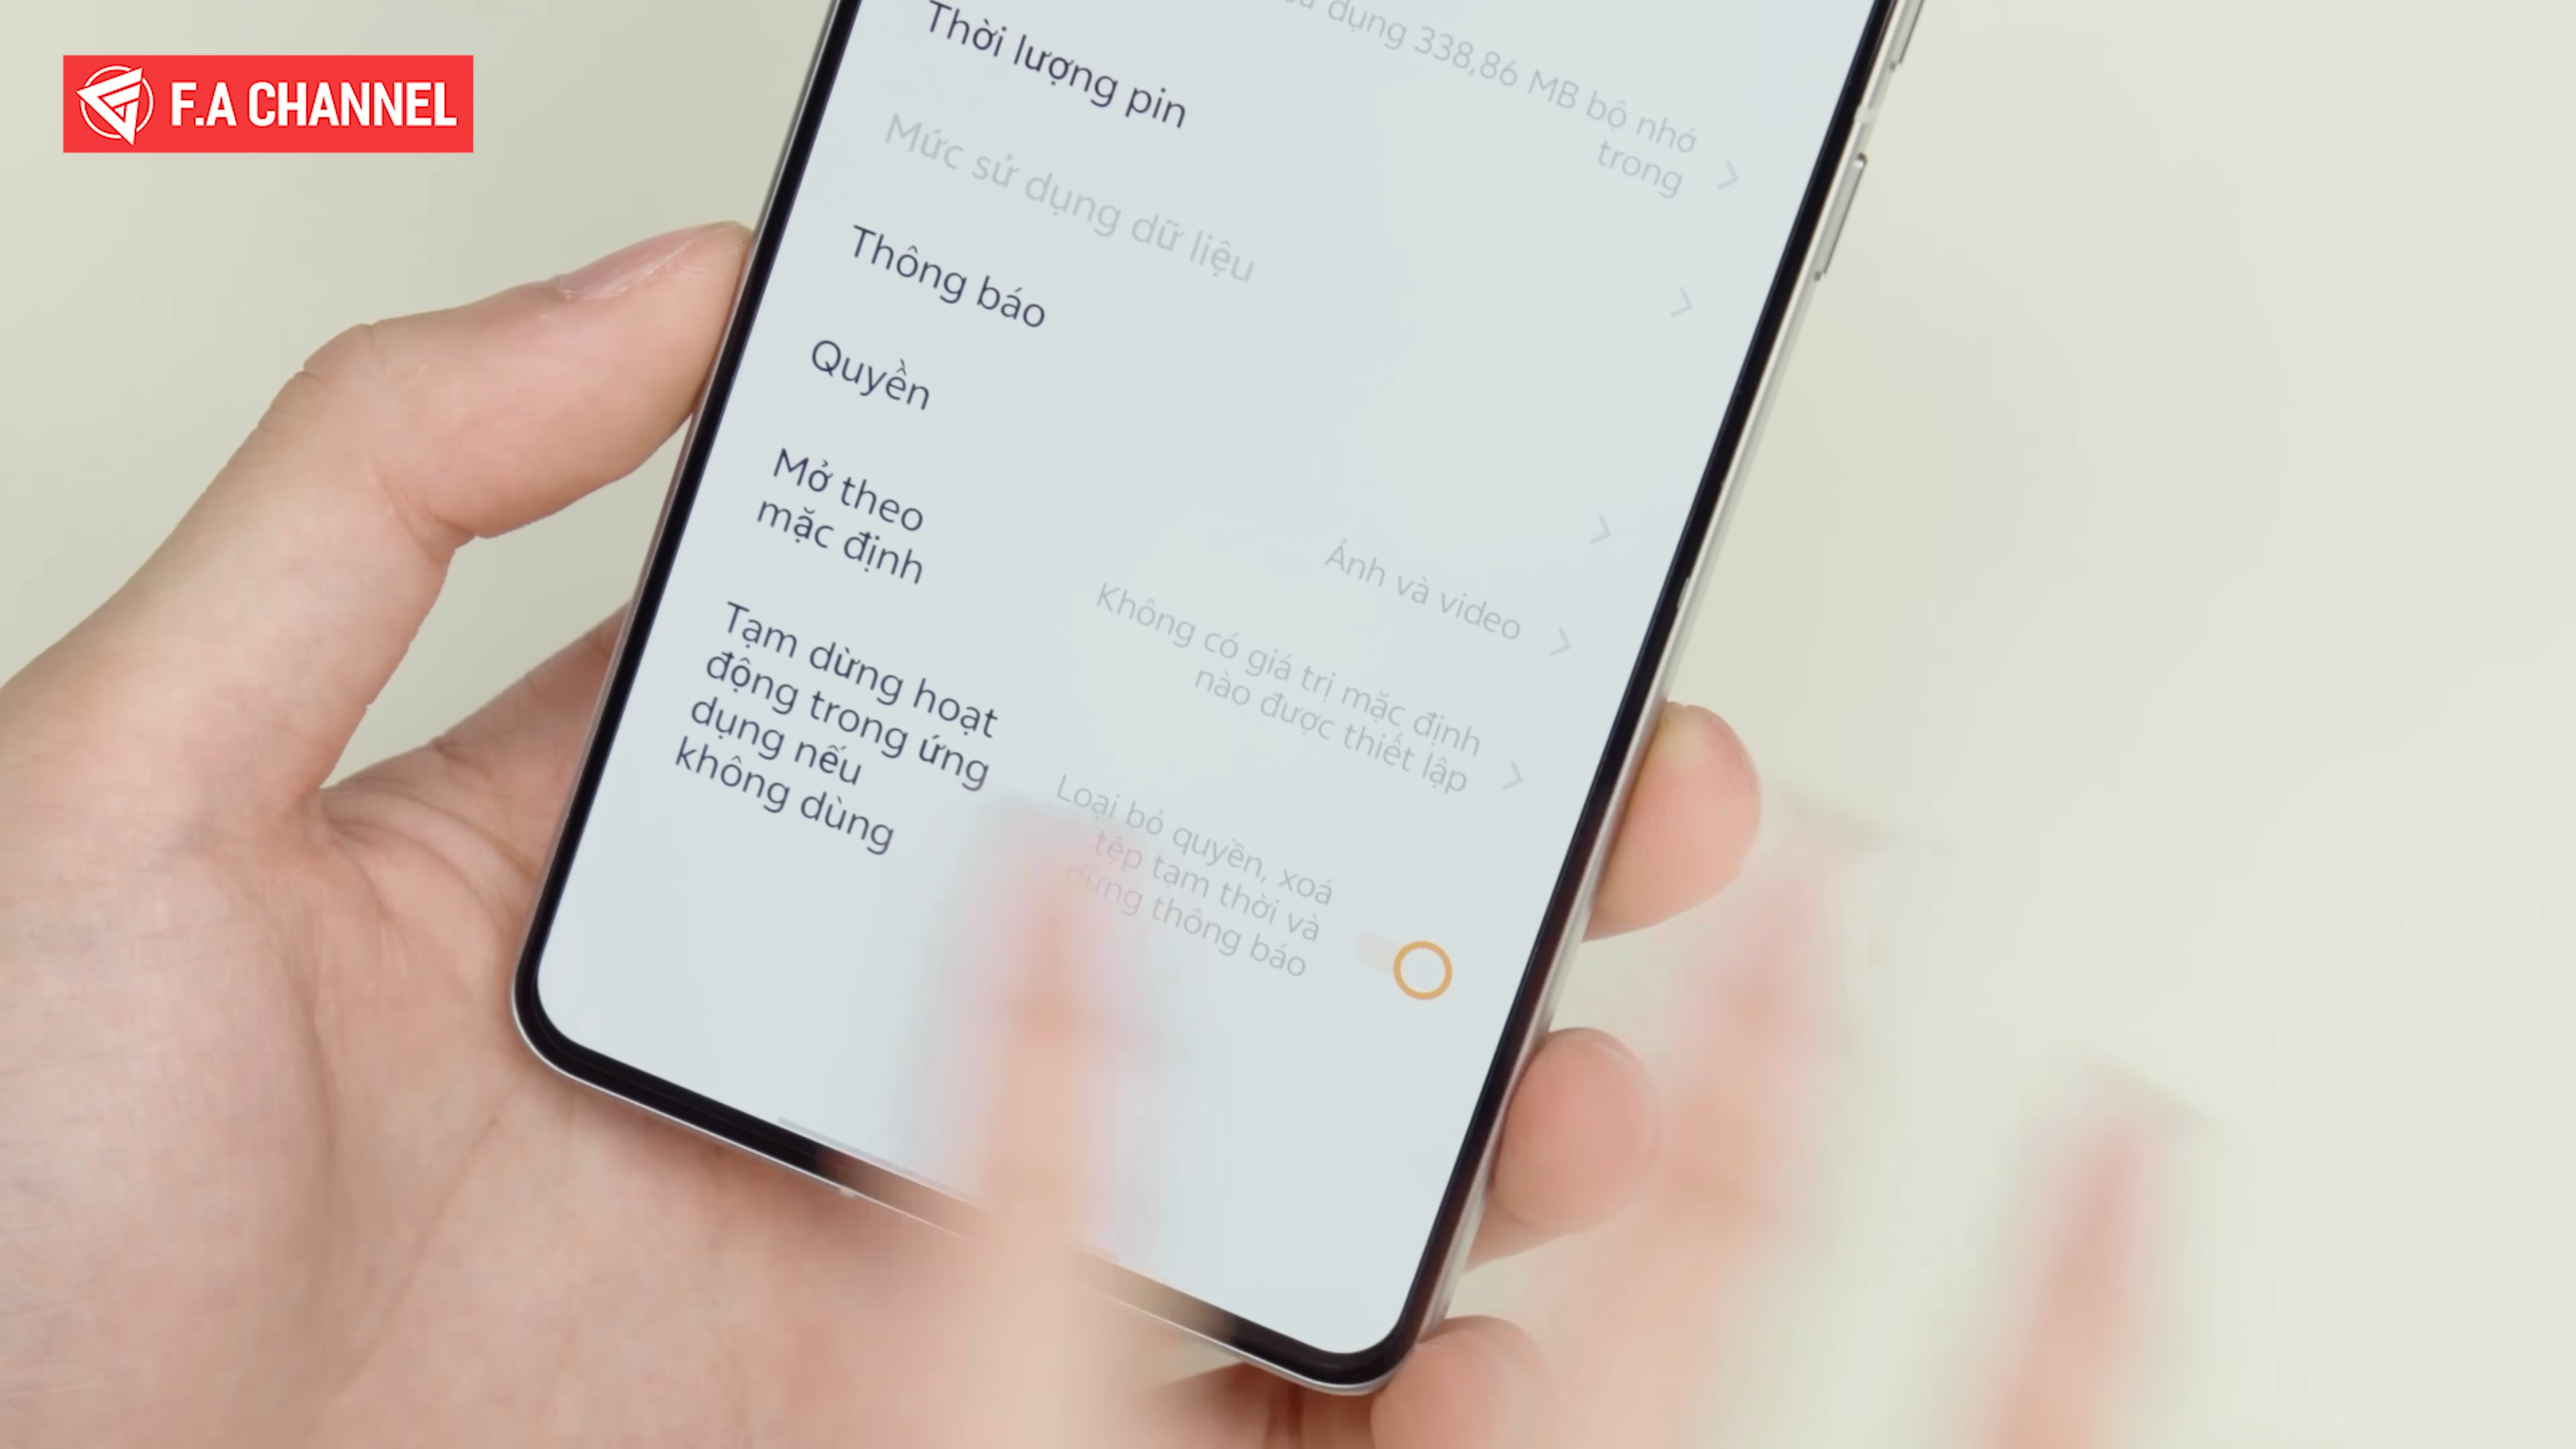 F.A CHANNEL
dụng 338,86 MB bộ nhớ
trong
Thời lượng pin
Mức sử dụng dữ liệu
Thông báo
Quyền
Ảnh và video
Mở theo
mặc định
Không có giá trị mặc định
nào được thiết lập
Tạm dừng hoạt
động trong ứng
dụng nếu
không dùng
Loại bỏ quyền, xoá
tệp tạm thời và
dừng thông báo